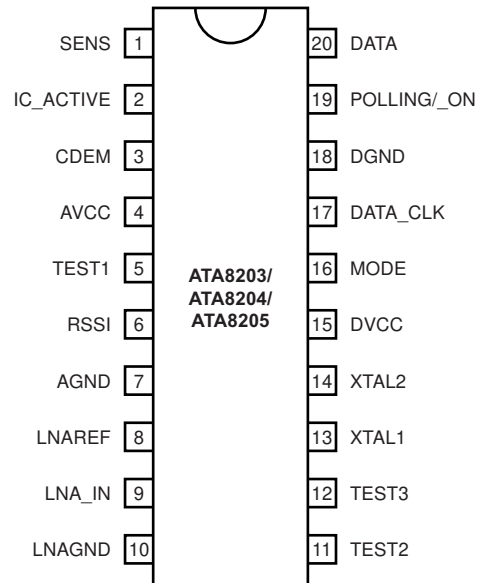 SENS 1 20 DATA
IC_ACTIVE 2 19 POLLING/_ON
CDEM 3 18 DGND
AVCC 4 17 DATA_CLK
TEST1 5 16 MODE
ATA8203/
ATA8204/
ATA8205
RSSI 6 15 DVCC
AGND 7 14 XTAL2
LNAREF 8 13 XTAL1
LNA_IN 9 12 TEST3
LNAGND 10 11 TEST2